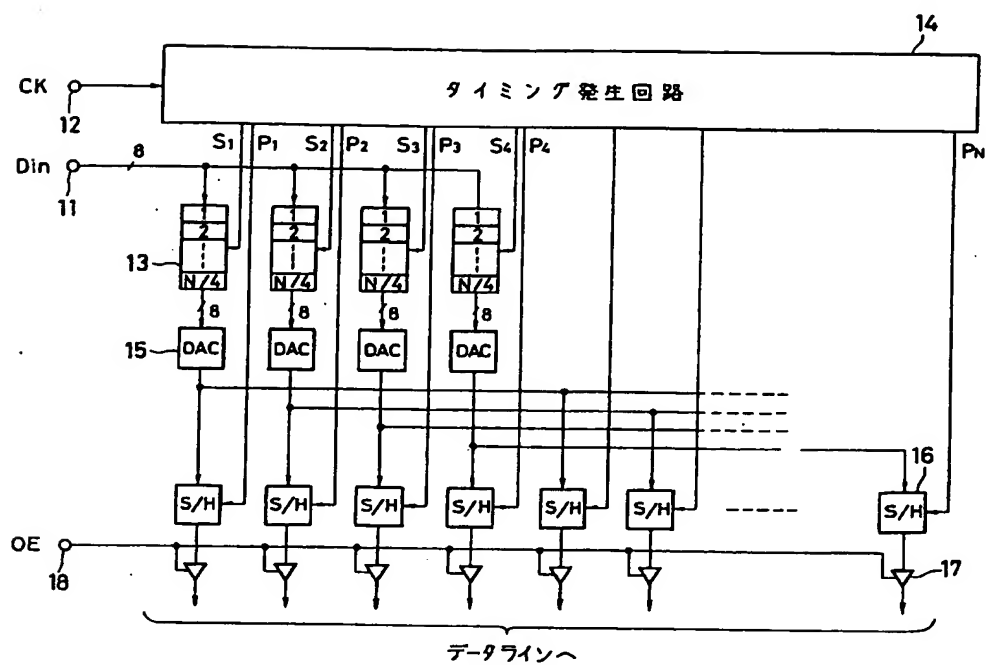 14
CK
タイミング発生回路
12
S1 P1 S2 P2 S3 P3 S4 P4 PN
Din 8
11
1 1 1 1
2 2 2 2
13
N/4 N/4 N/4 N/4
8 8 8 8
15 DAC DAC DAC DAC
16
S/H S/H S/H S/H S/H S/H S/H
OE
18
17
データラインへ